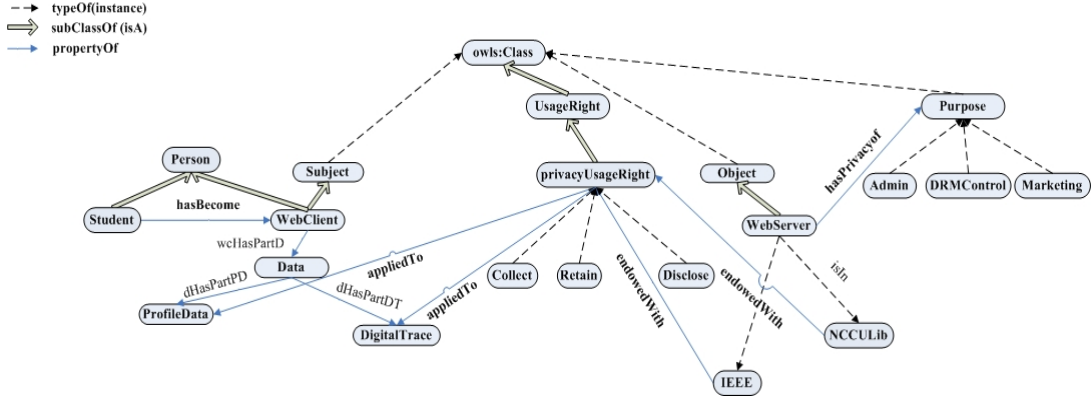 typeOf(instance)
subClassOf (isA)
propertyOf
owls:Class
UsageRight
Purpose
hasPrivacyof
Person
Subject
privacyUsageRight
Object
Admin
DRMControl
Marketing
Student
hasBecome
WebClient
WebServer
wcHasPartD
Data
appliedTo
Collect
Retain
Disclose
isIn
dHasPartPD
dHasPartDT
appliedTo
endowedWith
endowedWith
ProfileData
DigitalTrace
NCCULib
IEEE